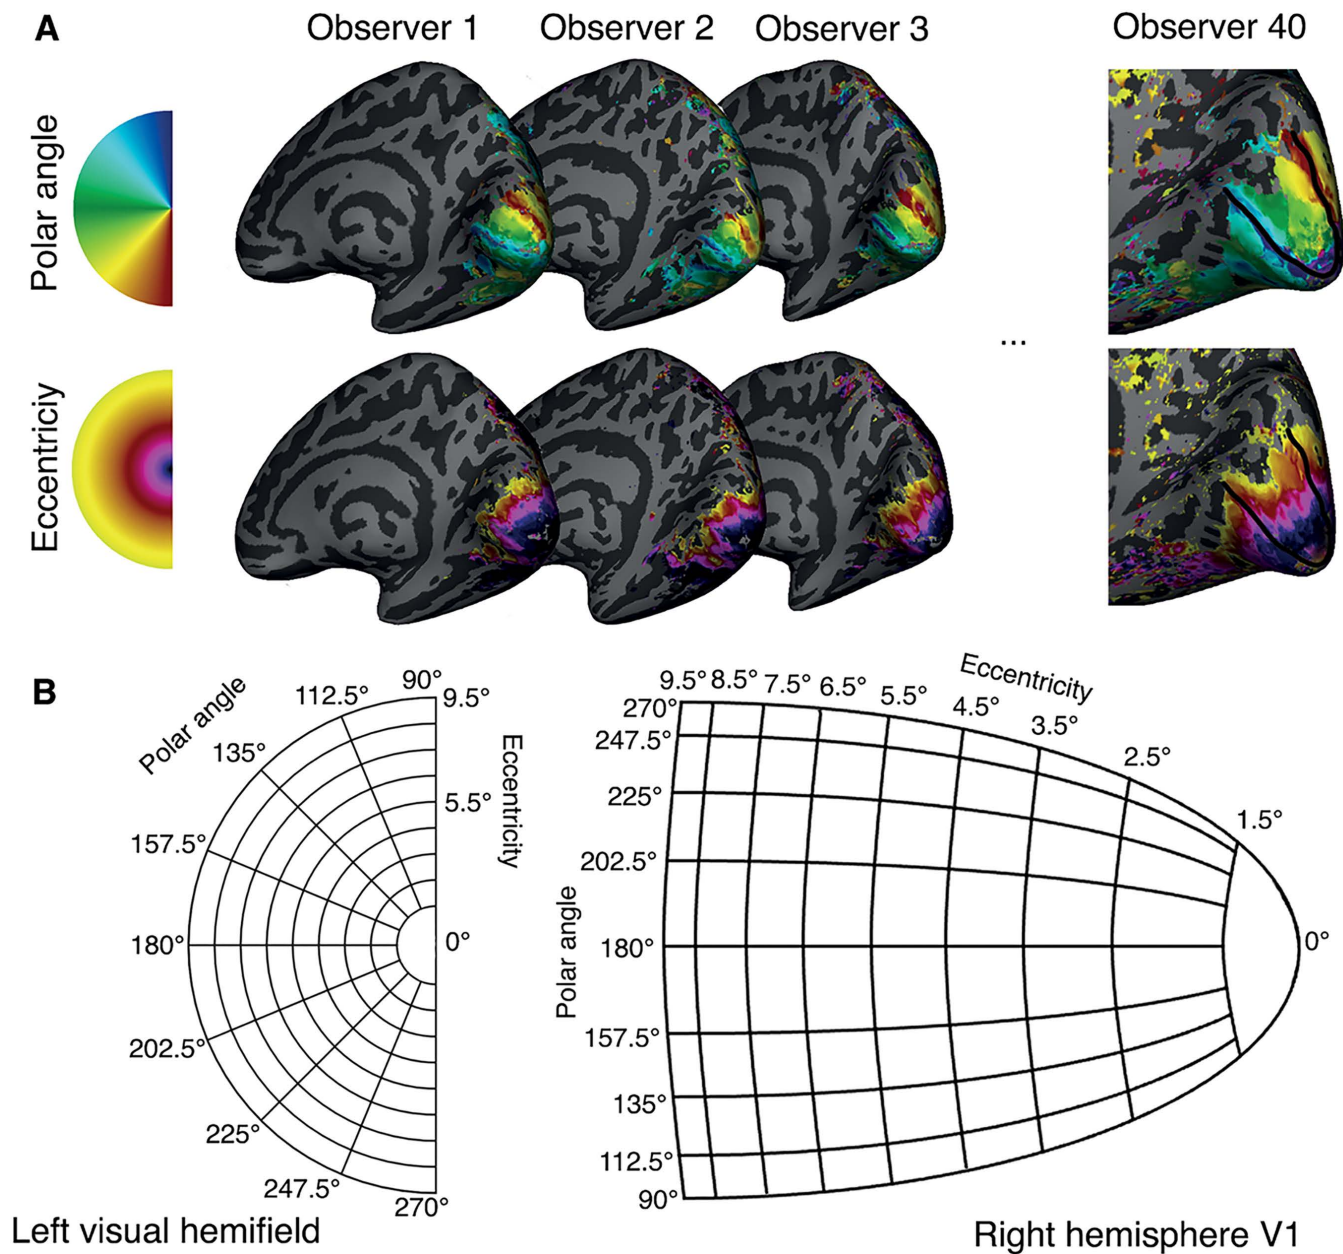 A
Observer 1
Observer 2
Observer 3
Observer 40
Polar angle
...
Eccentriciy
B
Polar angle
90°
9.5°
112.5°
135°
157.5°
180°
202.5°
225°
247.5°
270°
Eccentricity
5.5°
0°
Left visual hemifield
Eccentricity
9.5° 8.5° 7.5° 6.5° 5.5° 4.5° 3.5° 2.5° 1.5° 0°
Polar angle
270°
247.5°
225°
202.5°
180°
157.5°
135°
112.5°
90°
Right hemisphere V1